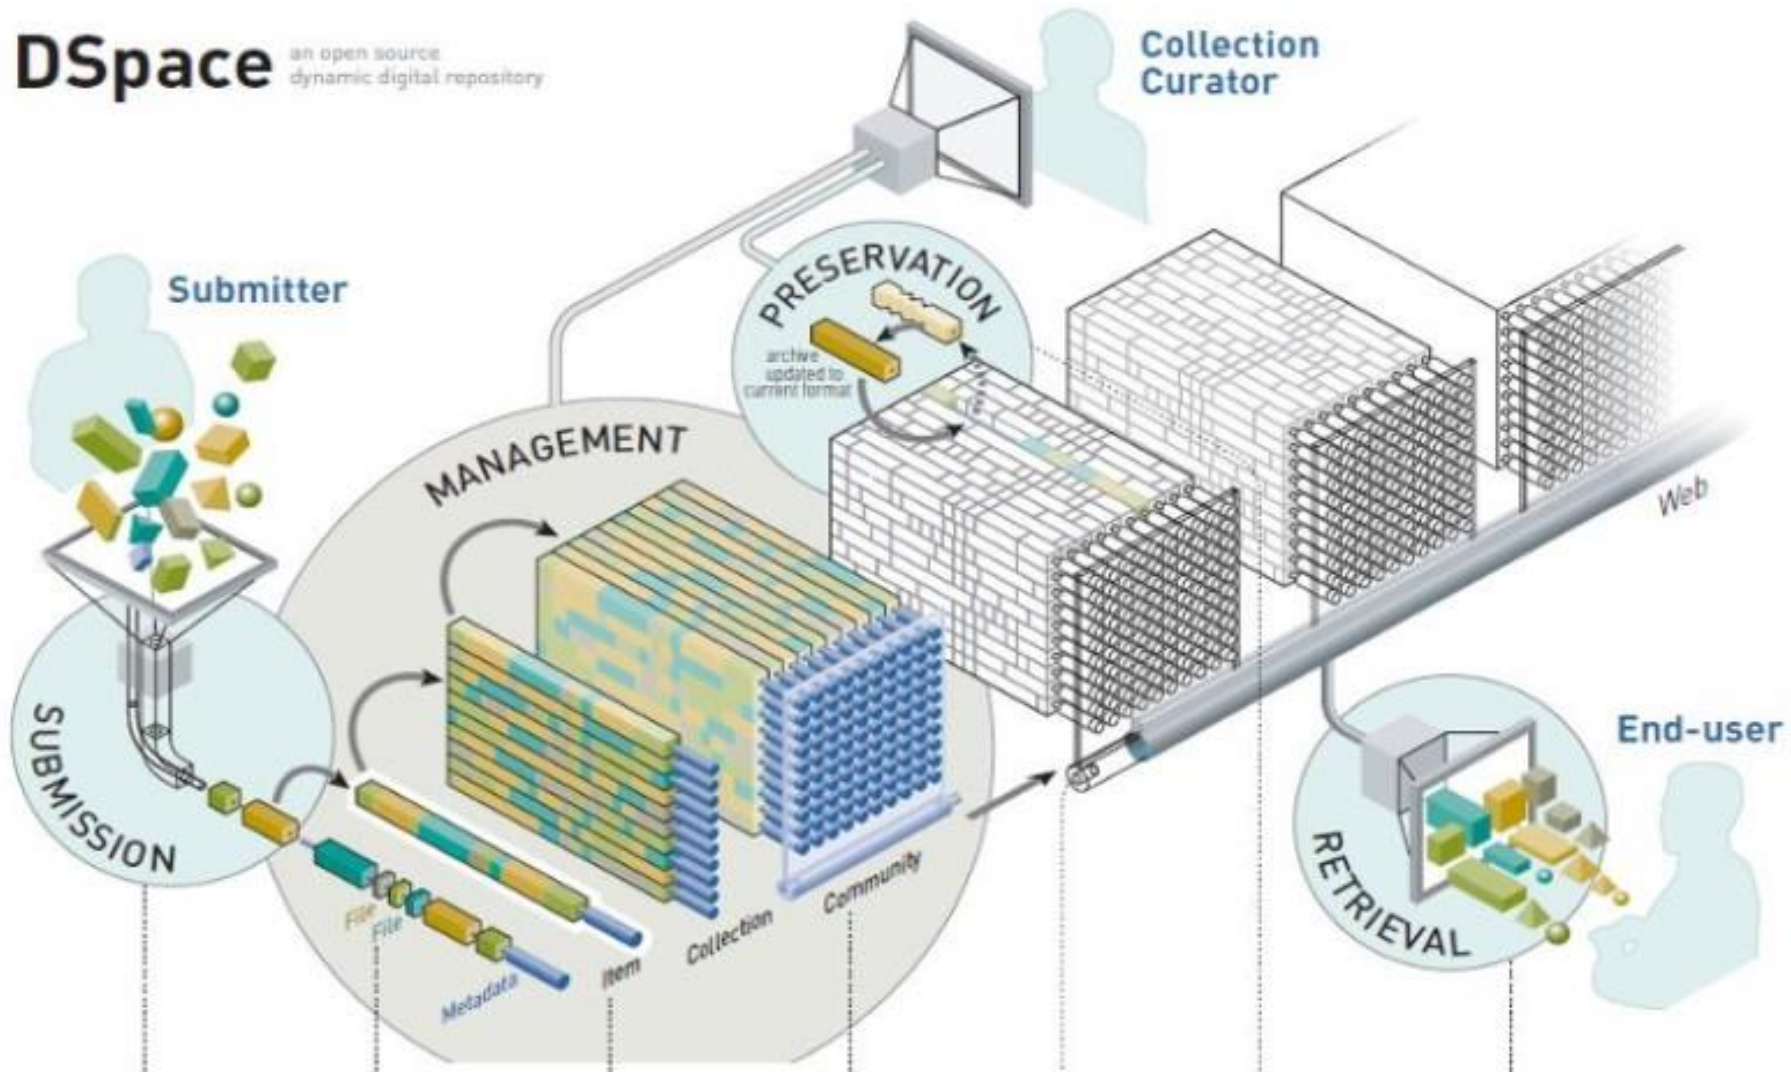 DSpace
an open source
dynamic digital repository
Collection
Curator
Submitter
PRESERVATION
archive
updated to
current format
MANAGEMENT
Web
SUBMISSION
End-user
RETRIEVAL
File
File
Metadata
Item
Collection
Community